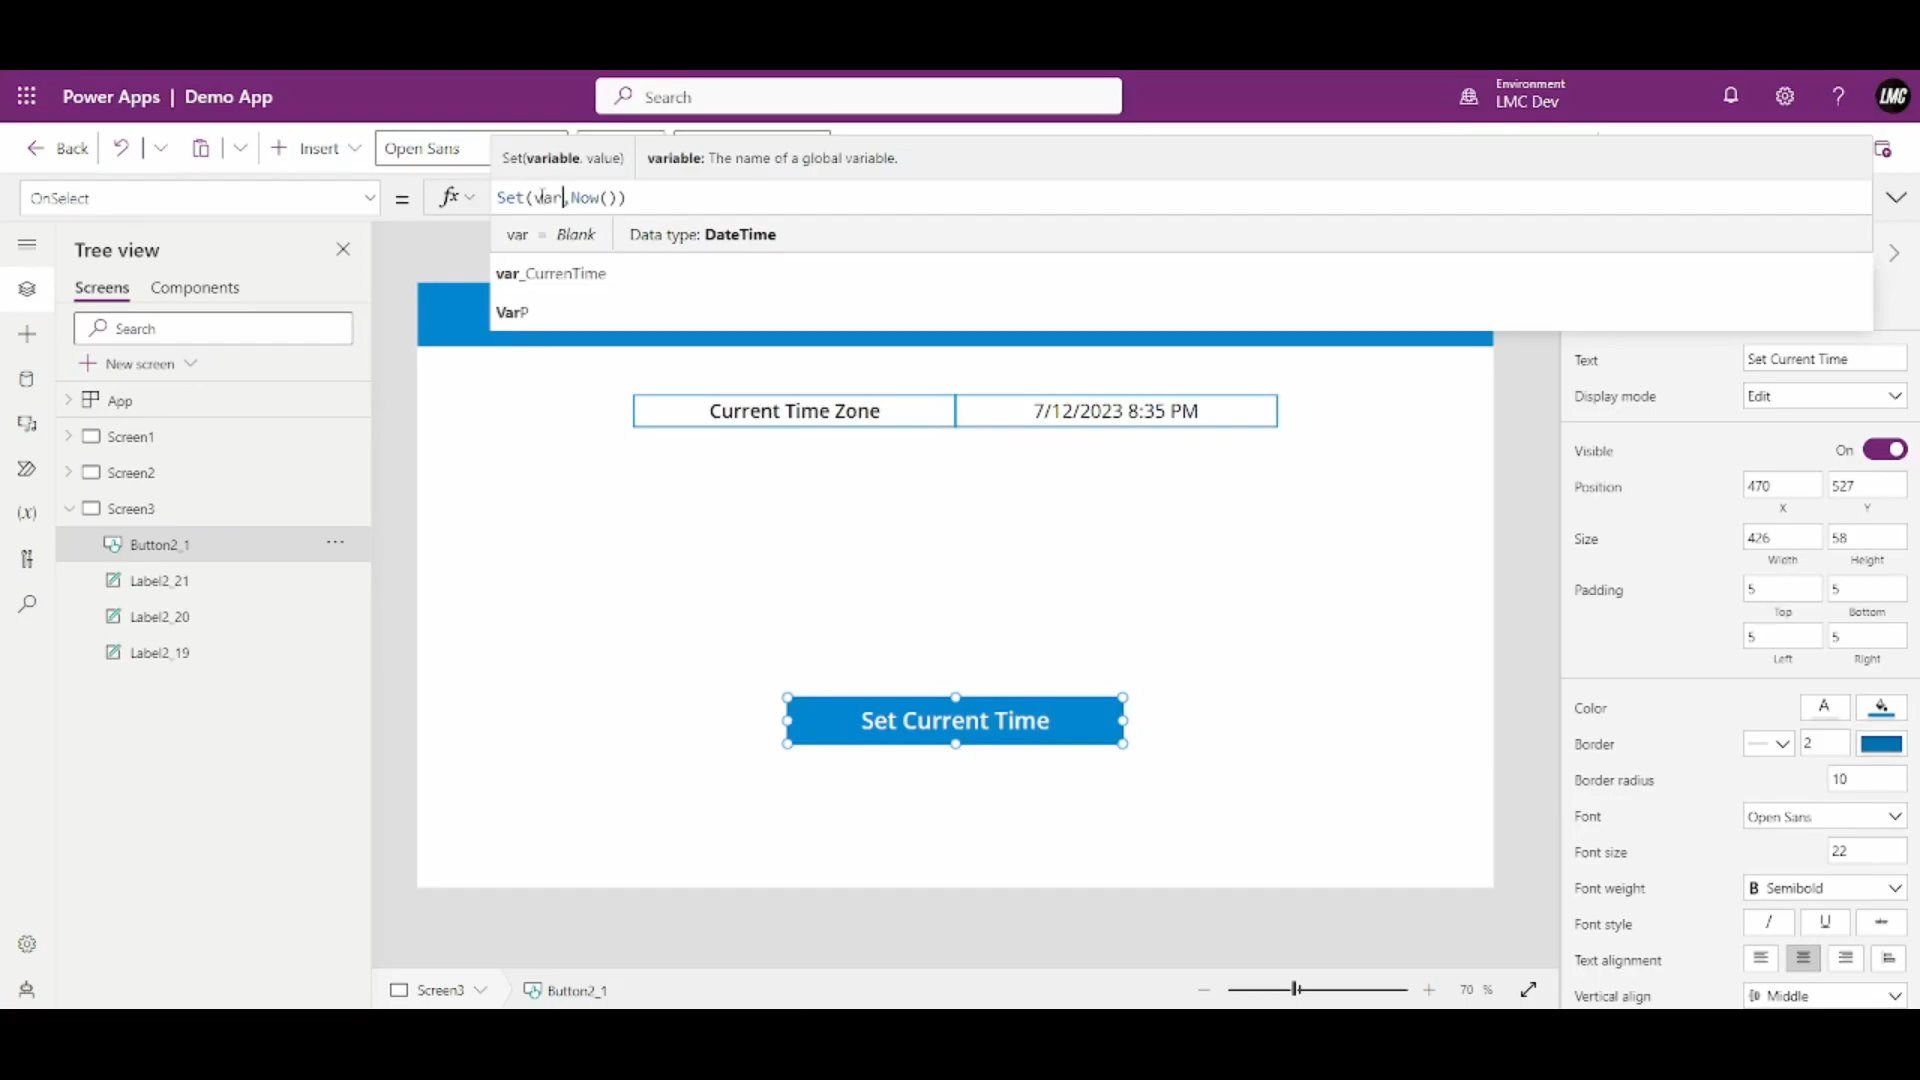 Power Apps | Demo App
Search
Environment
LMC Dev
LMC
Back
Insert
Open Sans
Set(variable, value)
variable: The name of a global variable.
OnSelect
=
fx
Set(var,Now())
var = Blank
Data type: DateTime
var_CurrenTime
VarP
Tree view
Screens
Components
Search
New screen
App
Screen1
Screen2
Screen3
Button2_1
Label2_21
Label2_20
Label2_19
Current Time Zone
7/12/2023 8:35 PM
Set Current Time
Text
Set Current Time
Display mode
Edit
Visible
On
Position
470
527
X
Y
Size
426
58
Width
Height
Padding
5
5
Top
Bottom
5
5
Left
Right
Color
A
Border
2
Border radius
10
Font
Open Sans
Font size
22
Font weight
B Semibold
Font style
/
U
abc
Text alignment
Vertical align
Middle
Screen3
Button2_1
70 %